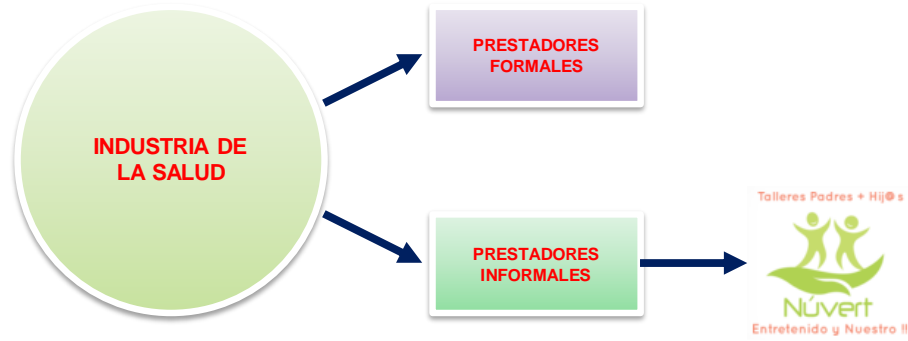 PRESTADORES
FORMALES
INDUSTRIA DE
LA SALUD
PRESTADORES
INFORMALES
Talleres Padres + Hij@s
Núvert
Entretenido y Nuestro !!